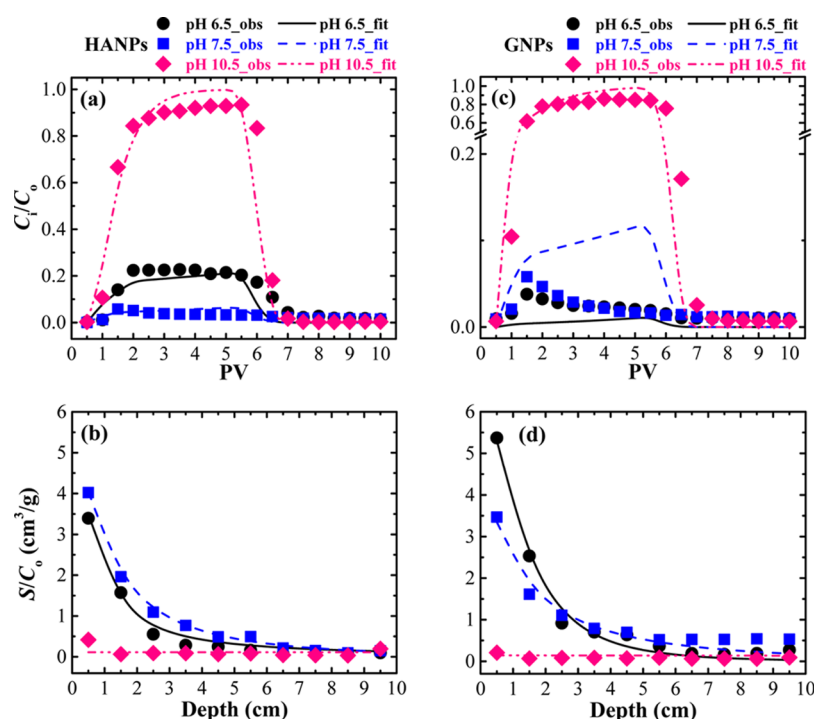 pH 6.5_obs pH 6.5_fit
HANPs pH 7.5_obs pH 7.5_fit
pH 10.5_obs pH 10.5_fit
(a)
1.0
0.8
0.6
0.4
0.2
0.0
C_i/C_o
0 1 2 3 4 5 6 7 8 9 10
PV
pH 6.5_obs pH 6.5_fit
GNPs pH 7.5_obs pH 7.5_fit
pH 10.5_obs pH 10.5_fit
(c)
1.0
0.8
0.6
0.2
0.0
0 1 2 3 4 5 6 7 8 9 10
PV
(b)
6
5
4
3
2
1
0
S/C_o (cm³/g)
0 1 2 3 4 5 6 7 8 9 10
Depth (cm)
(d)
6
5
4
3
2
1
0
0 1 2 3 4 5 6 7 8 9 10
Depth (cm)